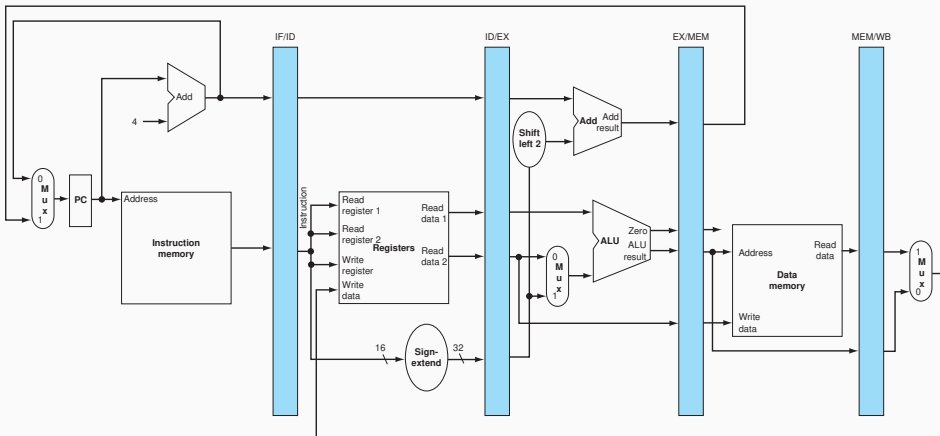 IF/ID
ID/EX
EX/MEM
MEM/WB
Add
4
Shift
left 2
Add
Add
result
0
M
u
x
1
PC
Address
Instruction
memory
Instruction
Read
register 1
Read
register 2
Write
register
Write
data
Registers
Read
data 1
Read
data 2
16
Sign-
extend
32
0
M
u
x
1
ALU
Zero
ALU
result
Address
Write
data
Data
memory
Read
data
1
M
u
x
0